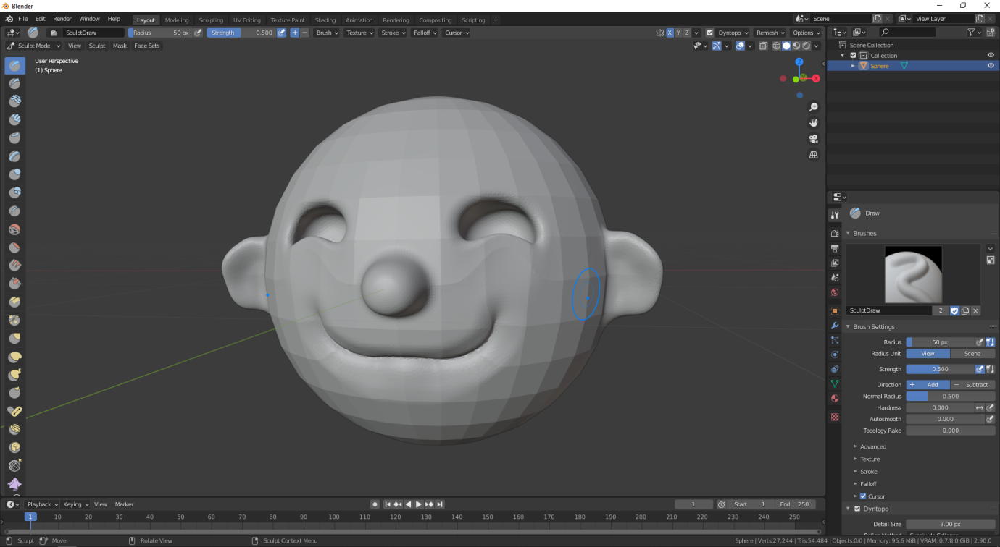 Blender
File Edit Render Window Help Layout Modeling Sculpting UV Editing Texture Paint Shading Animation Rendering Compositing Scripting + Scene View Layer
SculptDraw Radius 50 px Strength 0.500 + − Brush Texture Stroke Falloff Cursor X Y Z Dyntopo Remesh Options
Sculpt Mode View Sculpt Mask Face Sets
User Perspective
(1) Sphere
Z
X
Y
Scene Collection
Collection
Sphere
Draw
Brushes
SculptDraw 2
Brush Settings
Radius 50 px
Radius Unit View Scene
Strength 0.500
Direction + Add − Subtract
Normal Radius 0.500
Hardness 0.000
Autosmooth 0.000
Topology Rake 0.000
Advanced
Texture
Stroke
Falloff
Cursor
Dyntopo
Detail Size 3.00 px
Refine Method Subdivide Collapse
Playback Keying View Marker 1 Start 1 End 250
1 10 20 30 40 50 60 70 80 90 100 110 120 130 140 150 160 170 180 190 200 210 220 230 240 250
Sculpt Move Rotate View Sculpt Context Menu Sphere | Verts:27,244 | Tris:54,484 | Objects:0/0 | Memory: 95.6 MiB | VRAM: 0.7/8.0 GiB | 2.90.0